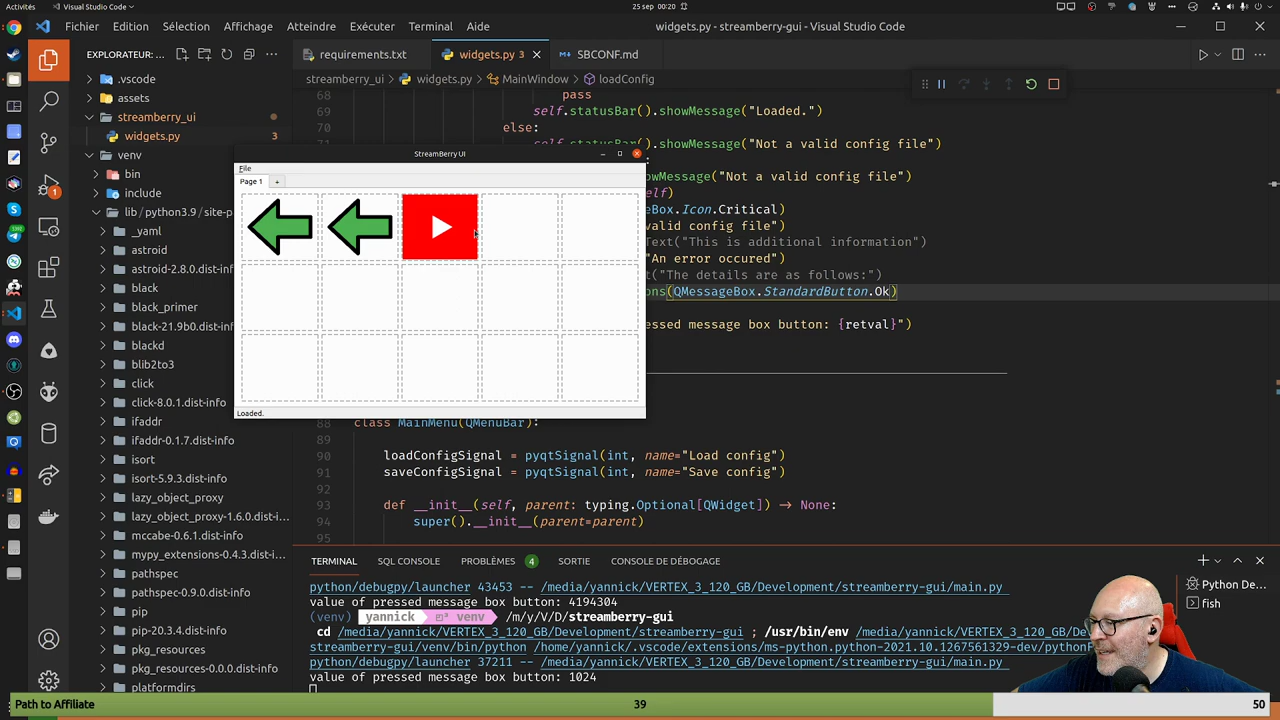 Activités
Visual Studio Code
25 sep 00:20
Fichier Edition Sélection Affichage Atteindre Exécuter Terminal Aide
widgets.py - streamberry-gui - Visual Studio Code
EXPLORATEUR: ...
requirements.txt
widgets.py 3
SBCONF.md
streamberry_ui > widgets.py > MainWindow > loadConfig
.vscode
assets
streamberry_ui
widgets.py 3
venv
bin
include
lib/python3.9/site-p...
_yaml
astroid
astroid-2.8.0.dist-info
black
black_primer
black-21.9b0.dist-info
blackd
blib2to3
click
click-8.0.1.dist-info
ifaddr
ifaddr-0.1.7.dist-info
isort
isort-5.9.3.dist-info
lazy_object_proxy
lazy_object_proxy-1.6.0.dist-i...
mccabe-0.6.1.dist-info
mypy_extensions-0.4.3.dist-i...
pathspec
pathspec-0.9.0.dist-info
pip
pip-20.3.4.dist-info
pkg_resources
pkg_resources-0.0.0.dist-info
platformdirs
68 pass
69 self.statusBar().showMessage("Loaded.")
70 else:
71 self.statusBar().showMessage("Not a valid config file")
showMessage("Not a valid config file")
eBox.Icon.Critical)
valid config file")
Text("This is additional information")
"An error occured")
t("The details are as follows:")
ons(QMessageBox.StandardButton.Ok)
essed message box button: {retval}")
StreamBerry UI
File
Page 1 +
Loaded.
88 class MainMenu(QMenuBar):
89
90 loadConfigSignal = pyqtSignal(int, name="Load config")
91 saveConfigSignal = pyqtSignal(int, name="Save config")
92
93 def __init__(self, parent: typing.Optional[QWidget]) → None:
94 super().__init__(parent=parent)
95
TERMINAL SQL CONSOLE PROBLÈMES 4 SORTIE CONSOLE DE DÉBOGAGE
python/debugpy/launcher 43453 -- /media/yannick/VERTEX_3_120_GB/Development/streamberry-gui/main.py
value of pressed message box button: 4194304
(venv) yannick venv /m/y/V/D/streamberry-gui
cd /media/yannick/VERTEX_3_120_GB/Development/streamberry-gui ; /usr/bin/env /media/yannick/VERTEX_3_120_GB/De
streamberry-gui/venv/bin/python /home/yannick/.vscode/extensions/ms-python.python-2021.10.1267561329-dev/python
python/debugpy/launcher 37211 -- /media/yannick/VERTEX_3_120_GB/Development/streamberry-gui/main.py
value of pressed message box button: 1024
Python De...
fish
Path to Affiliate 39 50